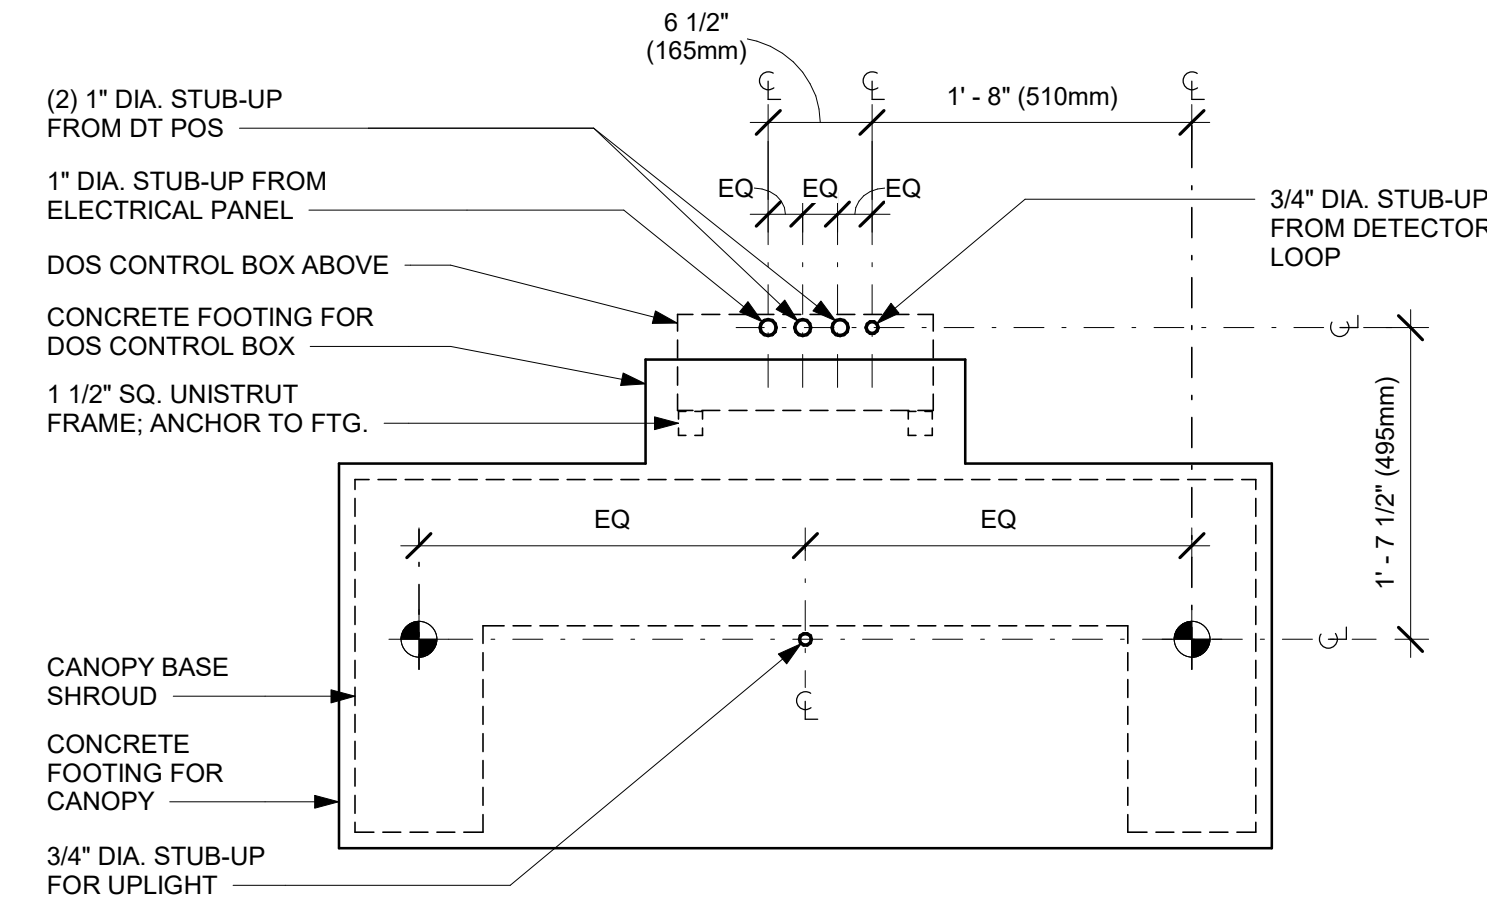 6 1/2"
(165mm)
1' - 8" (510mm)
(2) 1" DIA. STUB-UP
FROM DT POS
1" DIA. STUB-UP FROM
ELECTRICAL PANEL
EQ
EQ
EQ
3/4" DIA. STUB-UP
FROM DETECTOR
LOOP
DOS CONTROL BOX ABOVE
CONCRETE FOOTING FOR
DOS CONTROL BOX
1 1/2" SQ. UNISTRUT
FRAME; ANCHOR TO FTG.
1' - 7 1/2" (495mm)
EQ
EQ
CANOPY BASE
SHROUD
CONCRETE
FOOTING FOR
CANOPY
3/4" DIA. STUB-UP
FOR UPLIGHT